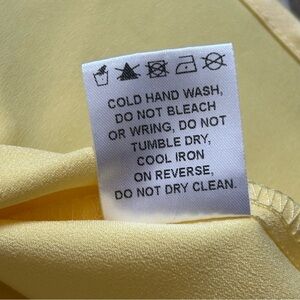 COLD HAND WASH,
DO NOT BLEACH
OR WRING, DO NOT
TUMBLE DRY,
COOL IRON
ON REVERSE,
DO NOT DRY CLEAN.